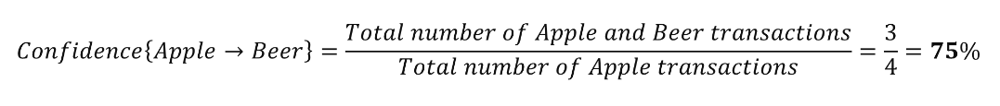 Confidence{Apple → Beer} = Total number of Apple and Beer transactions / Total number of Apple transactions = 3/4 = 75%